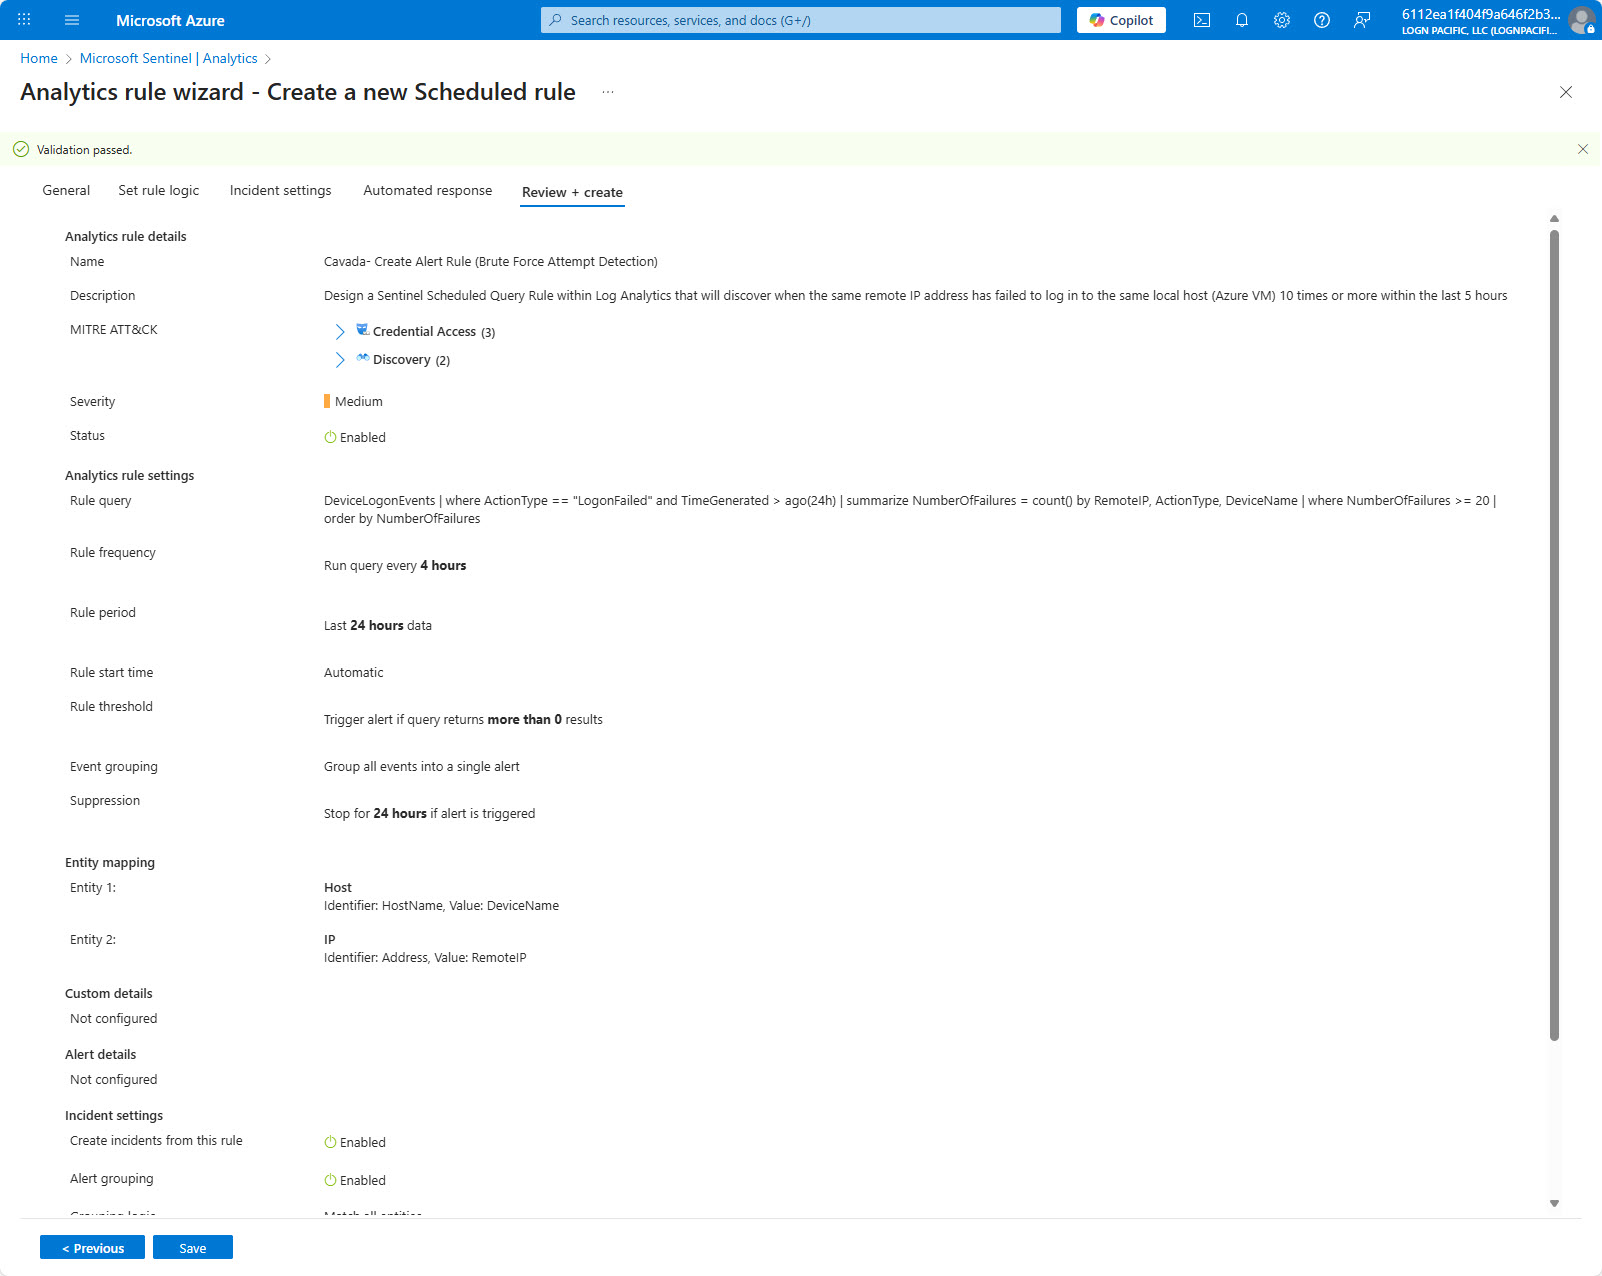 Microsoft Azure
Search resources, services, and docs (G+/)
Copilot
6112ea1f404f9a646f2b3...
LOGN PACIFIC, LLC (LOGNPACIFI...
Home > Microsoft Sentinel | Analytics >
Analytics rule wizard - Create a new Scheduled rule ...
Validation passed.
General Set rule logic Incident settings Automated response Review + create
Analytics rule details
Name Cavada- Create Alert Rule (Brute Force Attempt Detection)
Description Design a Sentinel Scheduled Query Rule within Log Analytics that will discover when the same remote IP address has failed to log in to the same local host (Azure VM) 10 times or more within the last 5 hours
MITRE ATT&CK Credential Access (3)
Discovery (2)
Severity Medium
Status Enabled
Analytics rule settings
Rule query DeviceLogonEvents | where ActionType == "LogonFailed" and TimeGenerated > ago(24h) | summarize NumberOfFailures = count() by RemoteIP, ActionType, DeviceName | where NumberOfFailures >= 20 |
order by NumberOfFailures
Rule frequency
Run query every 4 hours
Rule period
Last 24 hours data
Rule start time Automatic
Rule threshold
Trigger alert if query returns more than 0 results
Event grouping Group all events into a single alert
Suppression
Stop for 24 hours if alert is triggered
Entity mapping
Entity 1: Host
Identifier: HostName, Value: DeviceName
Entity 2: IP
Identifier: Address, Value: RemoteIP
Custom details
Not configured
Alert details
Not configured
Incident settings
Create incidents from this rule Enabled
Alert grouping Enabled
Grouping logic Match all entities
< Previous Save